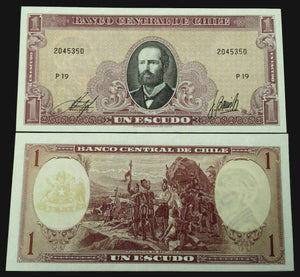 1 BANCO CENTRAL DE CHILE 1
2045350 2045350
P 19 P 19
1 UN ESCUDO 1
1 BANCO CENTRAL DE CHILE 1
1 UN ESCUDO 1